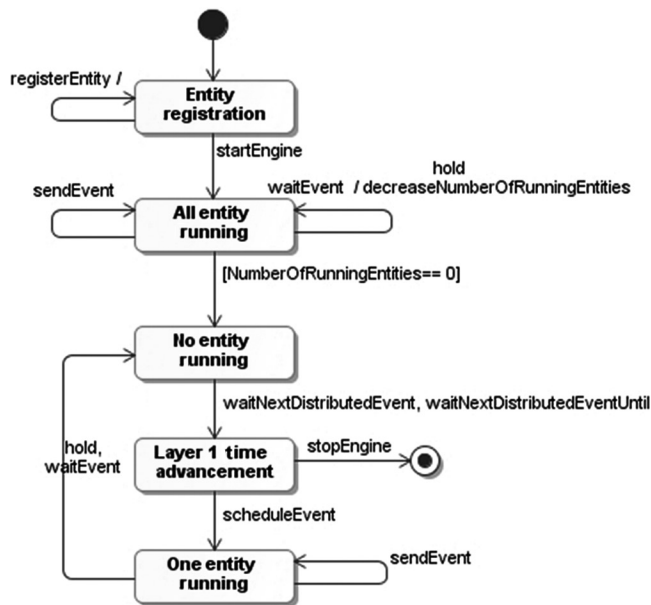 registerEntity /
Entity
registration
startEngine
hold
waitEvent / decreaseNumberOfRunningEntities
sendEvent
All entity
running
[NumberOfRunningEntities== 0]
No entity
running
waitNextDistributedEvent, waitNextDistributedEventUntil
hold,
waitEvent
Layer 1 time
advancement
stopEngine
scheduleEvent
One entity
running
sendEvent